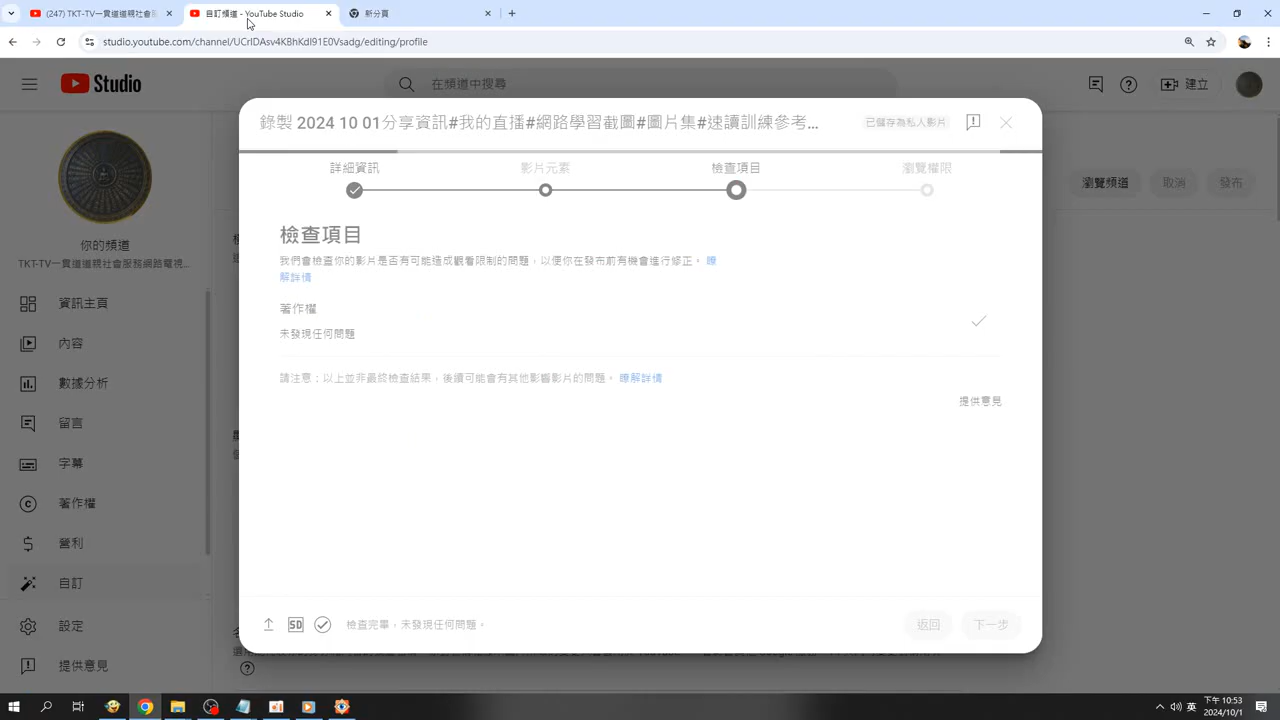 (247) TKT-TV一貫道道親社會服
自訂頻道 - YouTube Studio
新分頁
studio.youtube.com/channel/UCrIDAsv4KBhKdI91E0Vsadg/editing/profile
Studio
在頻道中搜尋
建立
錄製 2024 10 01分享資訊#我的直播#網路學習截圖#圖片集#速讀訓練參考...
已儲存為私人影片
詳細資訊
影片元素
檢查項目
瀏覽權限
瀏覽頻道
取消
發布
檢查項目
我們會檢查你的影片是否有可能造成觀看限制的問題，以便你在發布前有機會進行修正。 瞭
解詳情
著作權
未發現任何問題
請注意：以上並非最終檢查結果，後續可能會有其他影響影片的問題。 瞭解詳情
提供意見
你的頻道
TKT-TV一貫道道親社會服務網路電視...
資訊主頁
內容
數據分析
留言
字幕
著作權
營利
自訂
設定
提供意見
SD
檢查完畢，未發現任何問題。
返回
下一步
英
下午 10:53
2024/10/1